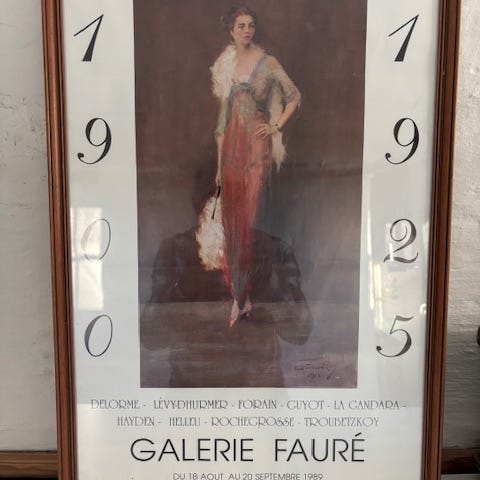 1900
1925
DELORME - LÉVY-DHURMER - FORAIN - GUYOT - LA GANDARA -
HAYDEN - HELLEU - ROCHEGROSSE - TROUBETZKOY
GALERIE FAURÉ
DU 18 AOUT AU 20 SEPTEMBRE 1989